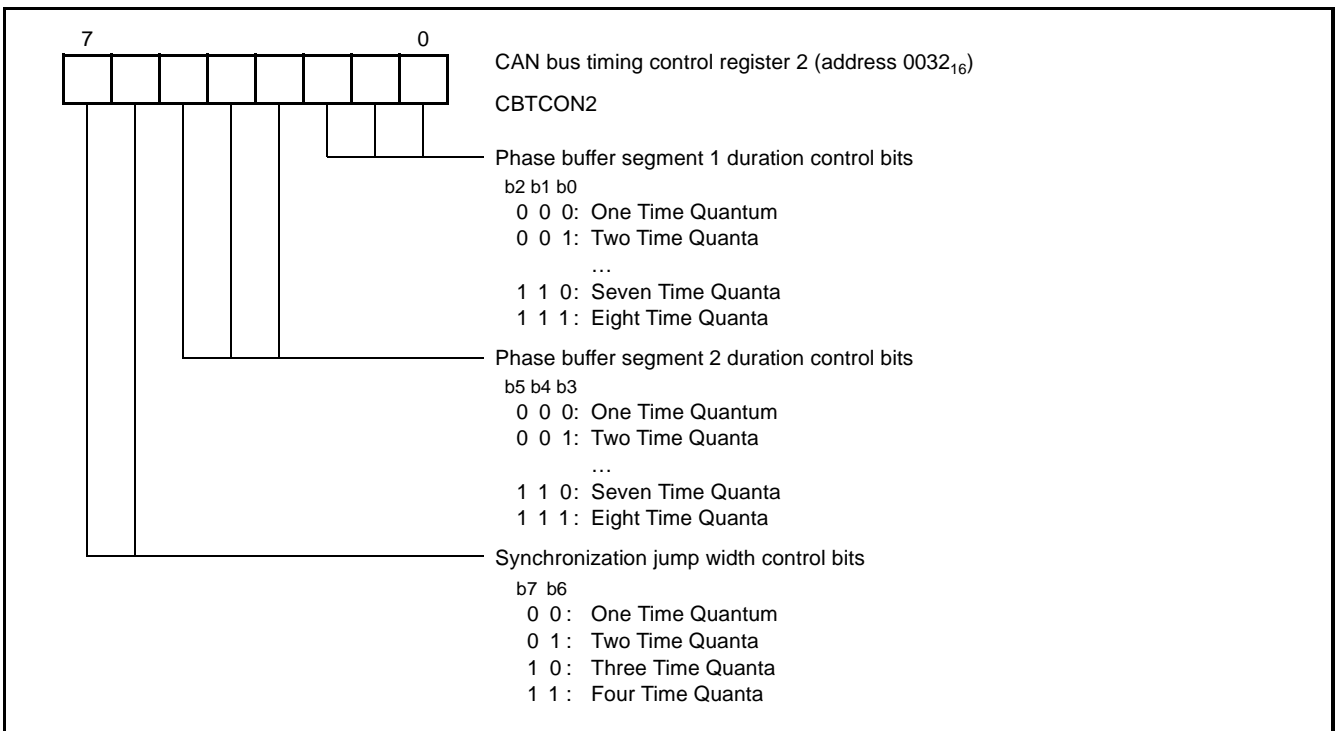 7 0
CAN bus timing control register 2 (address 0032₁₆)
CBTCON2
Phase buffer segment 1 duration control bits
b2 b1 b0
0 0 0: One Time Quantum
0 0 1: Two Time Quanta
…
1 1 0: Seven Time Quanta
1 1 1: Eight Time Quanta
Phase buffer segment 2 duration control bits
b5 b4 b3
0 0 0: One Time Quantum
0 0 1: Two Time Quanta
…
1 1 0: Seven Time Quanta
1 1 1: Eight Time Quanta
Synchronization jump width control bits
b7 b6
0 0 : One Time Quantum
0 1 : Two Time Quanta
1 0 : Three Time Quanta
1 1 : Four Time Quanta